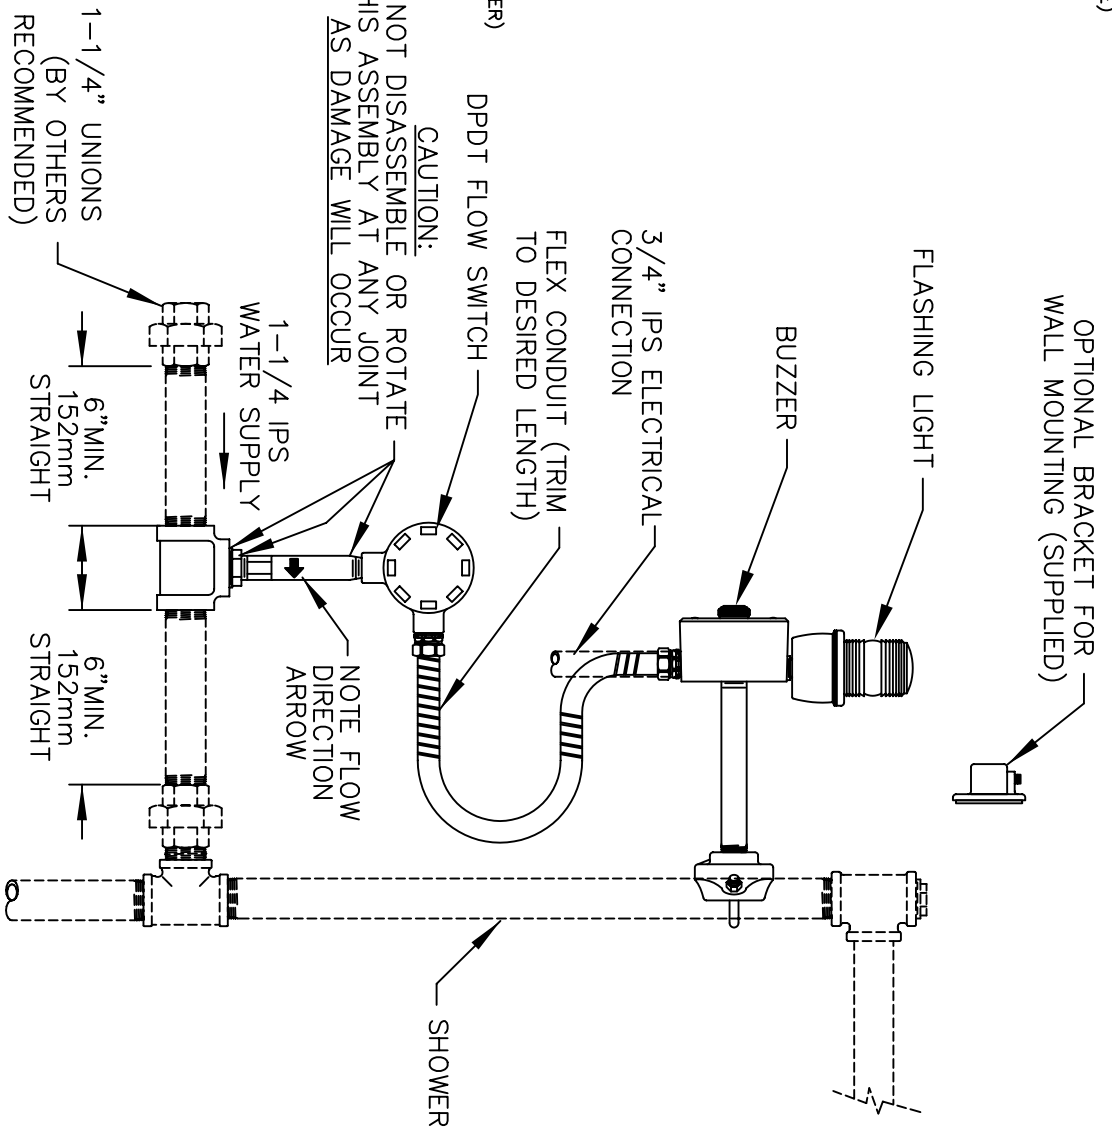 OPTIONAL BRACKET FOR
WALL MOUNTING (SUPPLIED)
FLASHING LIGHT
BUZZER
3/4" IPS ELECTRICAL
CONNECTION
FLEX CONDUIT (TRIM
TO DESIRED LENGTH)
DPDT FLOW SWITCH
CAUTION:
NOT DISASSEMBLE OR ROTATE
HIS ASSEMBLY AT ANY JOINT
AS DAMAGE WILL OCCUR
NOTE FLOW
DIRECTION
ARROW
1-1/4 IPS
WATER SUPPLY
6"MIN.
152mm
STRAIGHT
6"MIN.
152mm
STRAIGHT
1-1/4" UNIONS
(BY OTHERS
RECOMMENDED)
SHOWER
ER)